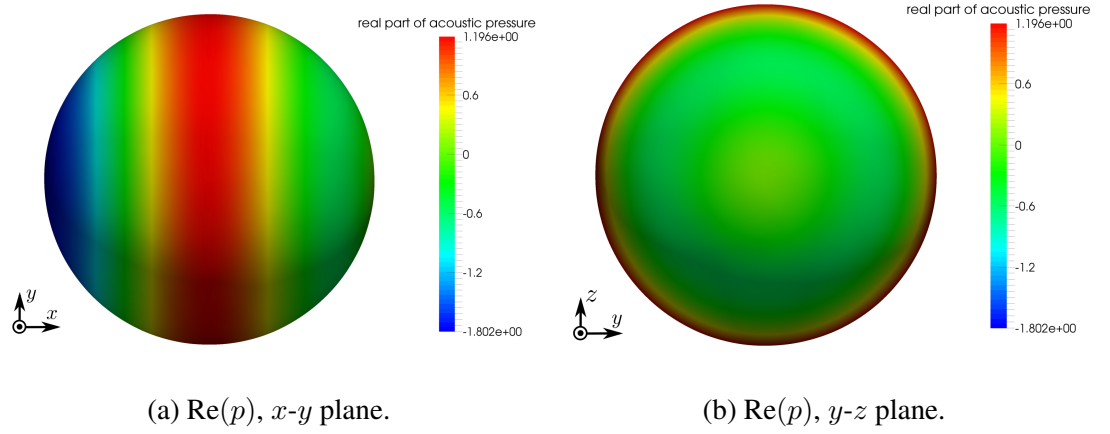 real part of acoustic pressure
1.196e+00
0.6
0
-0.6
-1.2
-1.802e+00
y
x
real part of acoustic pressure
1.196e+00
0.6
0
-0.6
-1.2
-1.802e+00
z
y
(a) Re(p), x-y plane.
(b) Re(p), y-z plane.